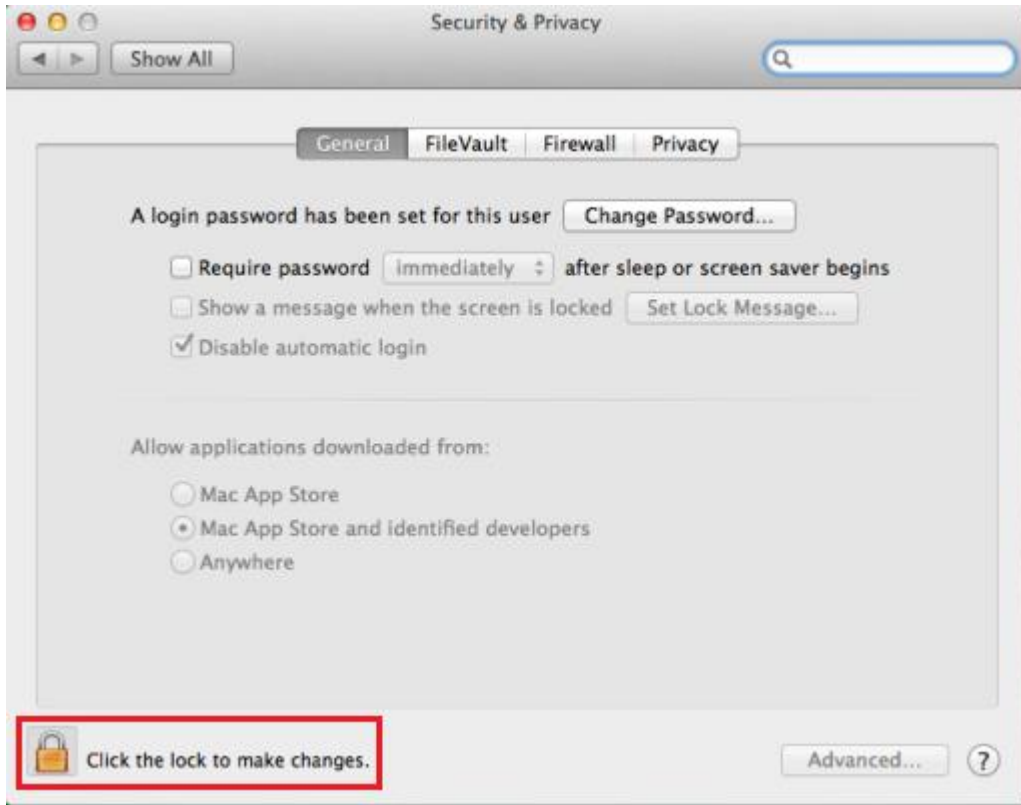 Security & Privacy
Show All
General FileVault Firewall Privacy
A login password has been set for this user Change Password...
Require password immediately after sleep or screen saver begins
Show a message when the screen is locked Set Lock Message...
Disable automatic login
Allow applications downloaded from:
Mac App Store
Mac App Store and identified developers
Anywhere
Click the lock to make changes. Advanced... ?